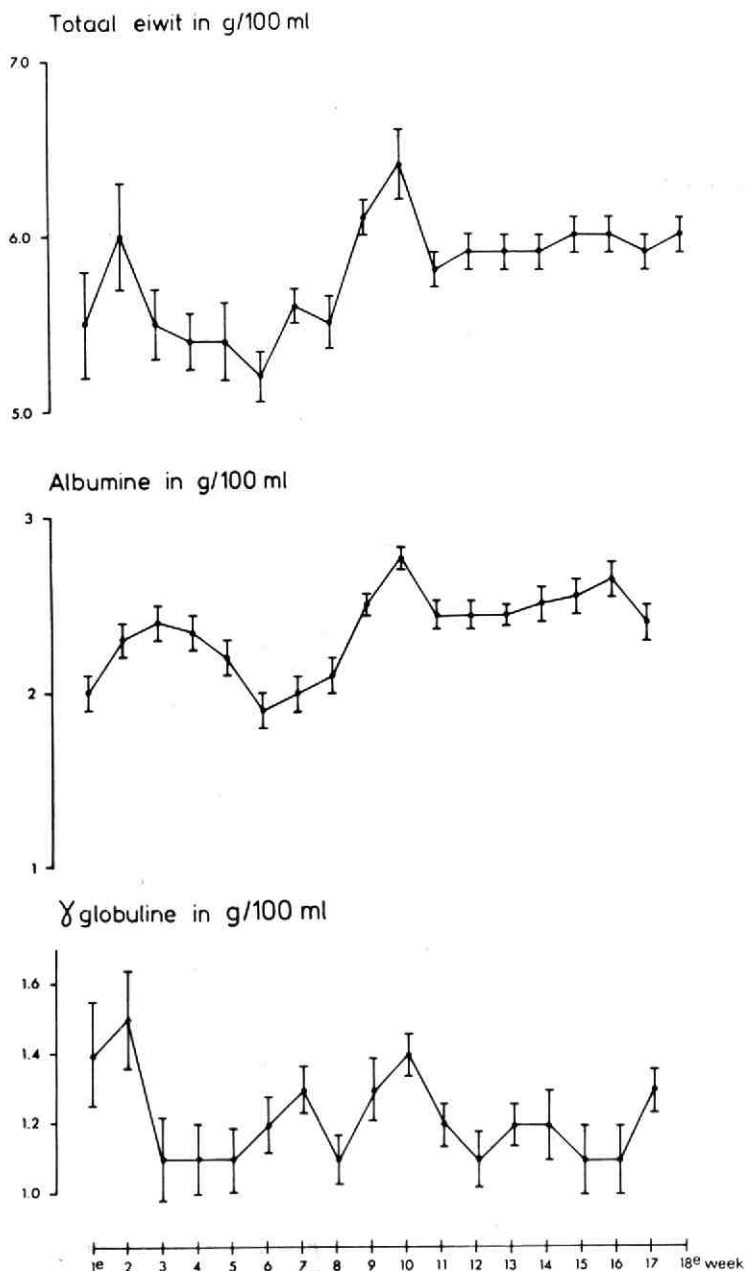 Totaal eiwit in g/100 ml
7.0
6.0
5.0
Albumine in g/100 ml
3
2
1
γ globuline in g/100 ml
1.6
1.4
1.2
1.0
1e 2 3 4 5 6 7 8 9 10 11 12 13 14 15 16 17 18e week